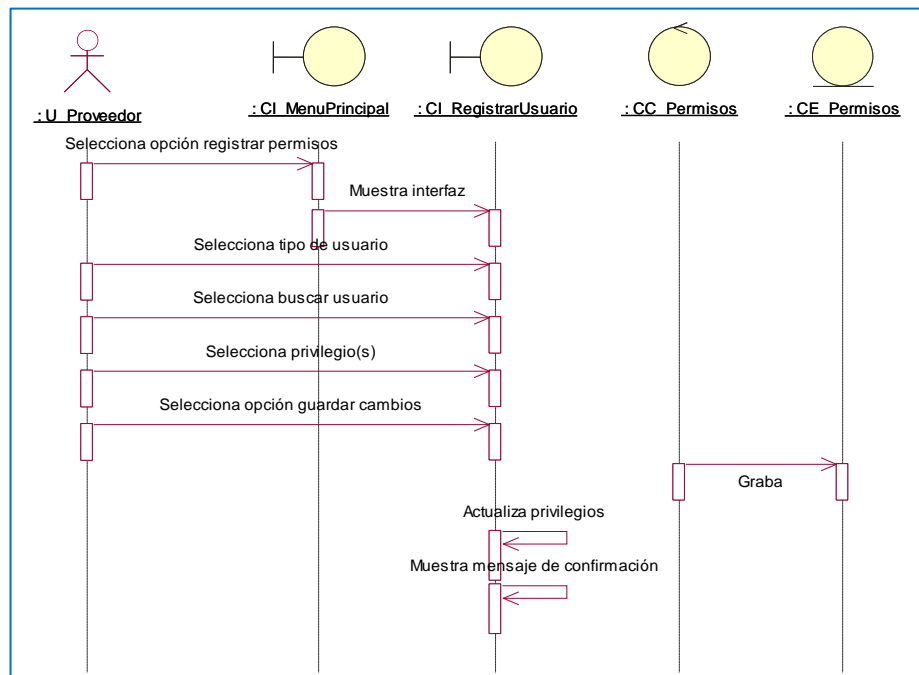 : U_Proveedor
: CI_MenuPrincipal
: CI_RegistrarUsuario
: CC_Permisos
: CE_Permisos
Selecciona opción registrar permisos
Muestra interfaz
Selecciona tipo de usuario
Selecciona buscar usuario
Selecciona privilegio(s)
Selecciona opción guardar cambios
Graba
Actualiza privilegios
Muestra mensaje de confirmación